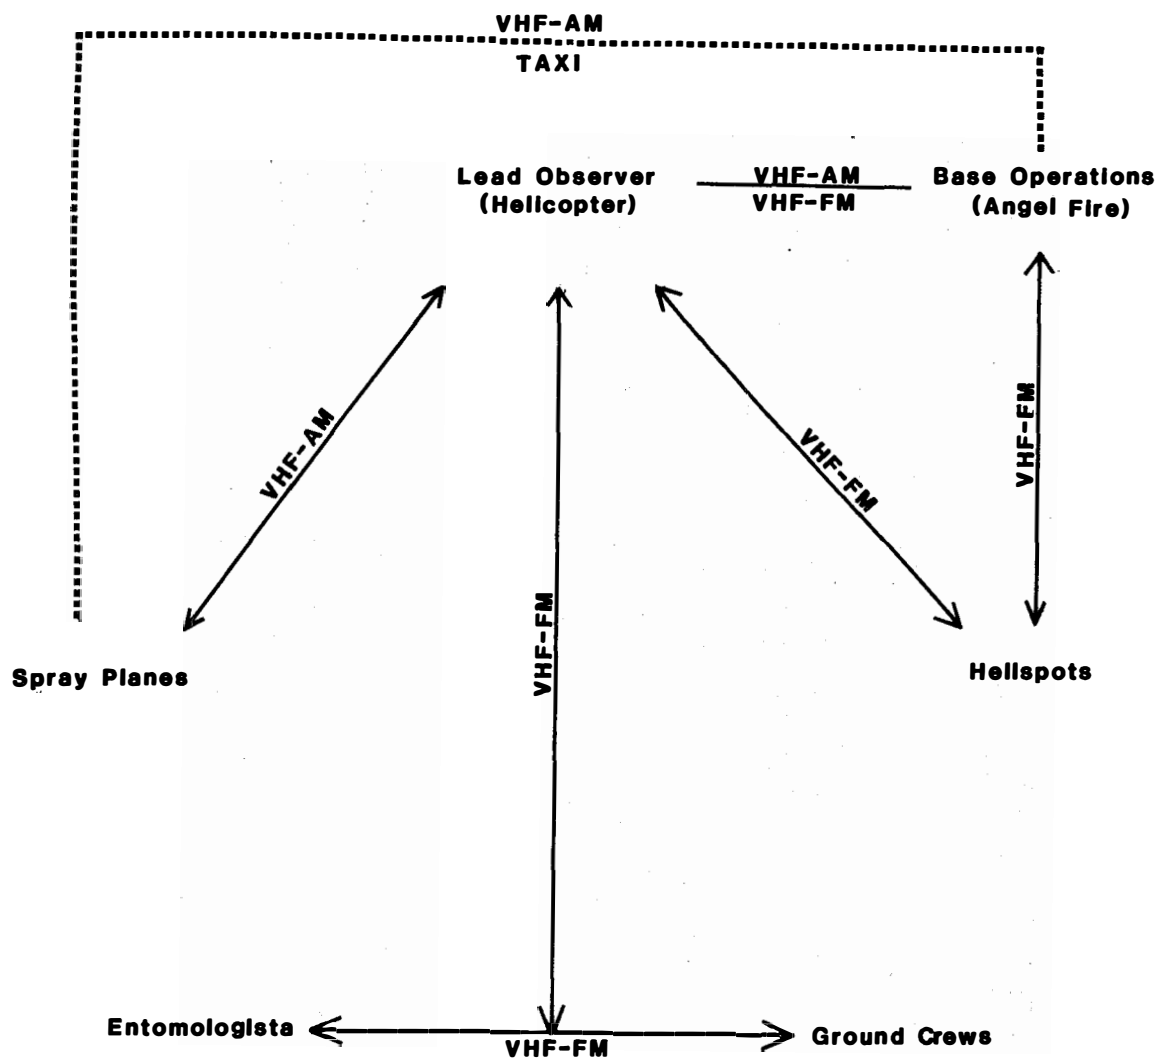 VHF-AM
TAXI
Lead Observer
(Helicopter)
VHF-AM
VHF-FM
Base Operations
(Angel Fire)
VHF-AM
VHF-FM
VHF-FM
VHF-FM
Spray Planes
Helispots
Entomologista
VHF-FM
Ground Crews